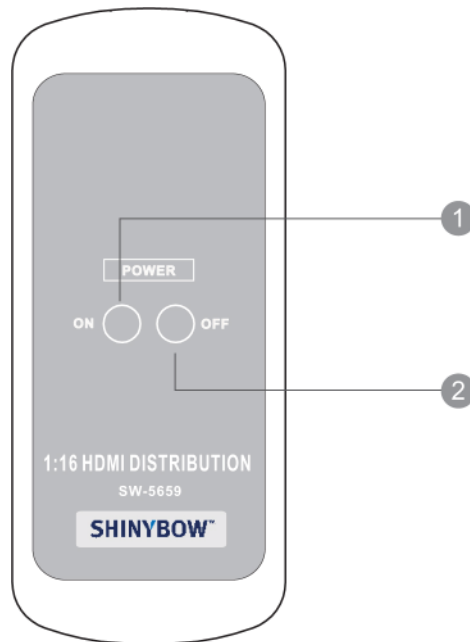 1
POWER
ON OFF
2
1:16 HDMI DISTRIBUTION
SW-5659
SHINYBOW™